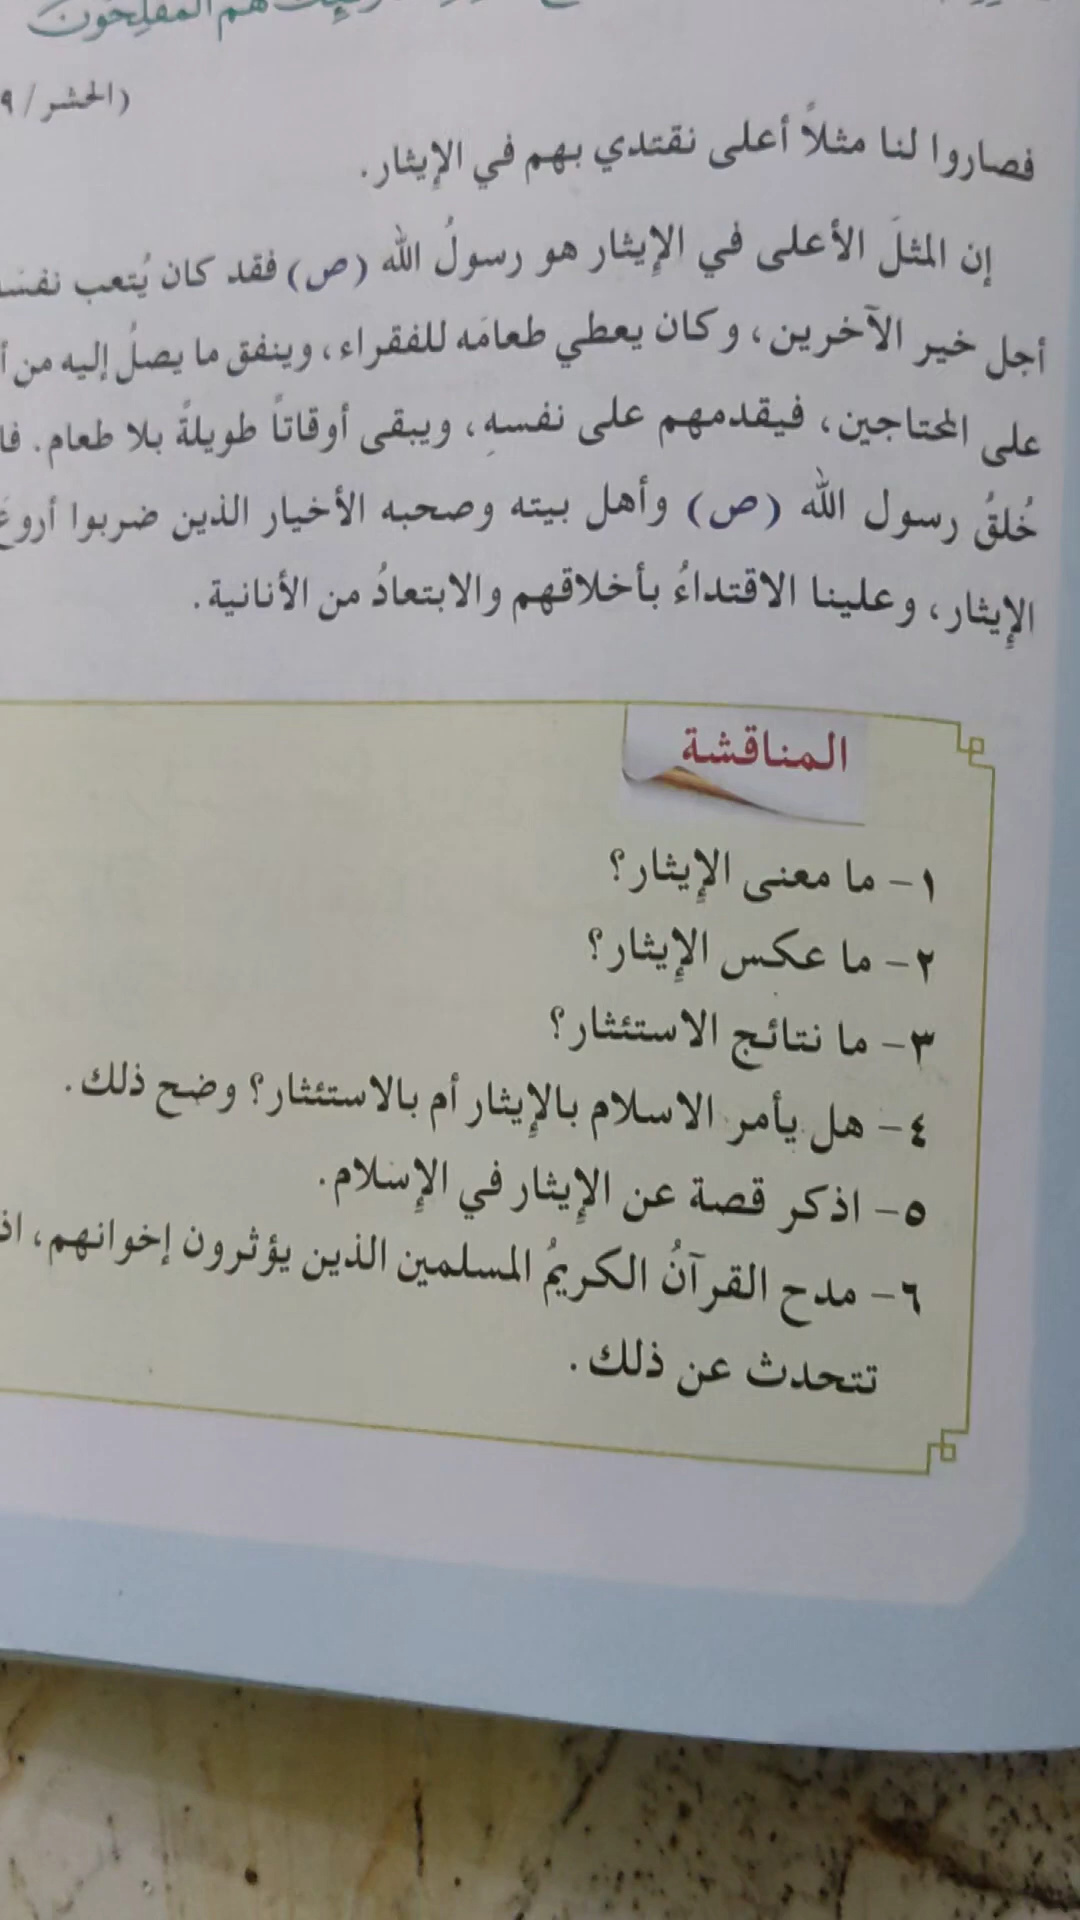 هم المفلحون
(الحشر/ ٩
فصاروا لنا مثلاً أعلى نقتدي بهم في الإيثار.
إن المثلَ الأعلى في الإيثار هو رسولُ الله (ص) فقد كان يُتعب نفسَه
أجل خير الآخرين، وكان يعطي طعامَه للفقراء، وينفق ما يصلُ إليه من
على المحتاجين، فيقدمهم على نفسهِ، ويبقى أوقاتاً طويلةً بلا طعام.
خُلقُ رسول الله (ص) وأهل بيته وصحبه الأخيار الذين ضربوا أروعَ
الإيثار، وعلينا الاقتداءُ بأخلاقهم والابتعادُ من الأنانية.
المناقشة
١- ما معنى الإيثار؟
٢- ما عكس الإيثار؟
٣- ما نتائج الاستئثار؟
٤- هل يأمر الاسلام بالإيثار أم بالاستئثار؟ وضح ذلك.
٥- اذكر قصة عن الإيثار في الإسلام.
٦- مدح القرآنُ الكريمُ المسلمين الذين يؤثرون إخوانهم،
تتحدث عن ذلك.